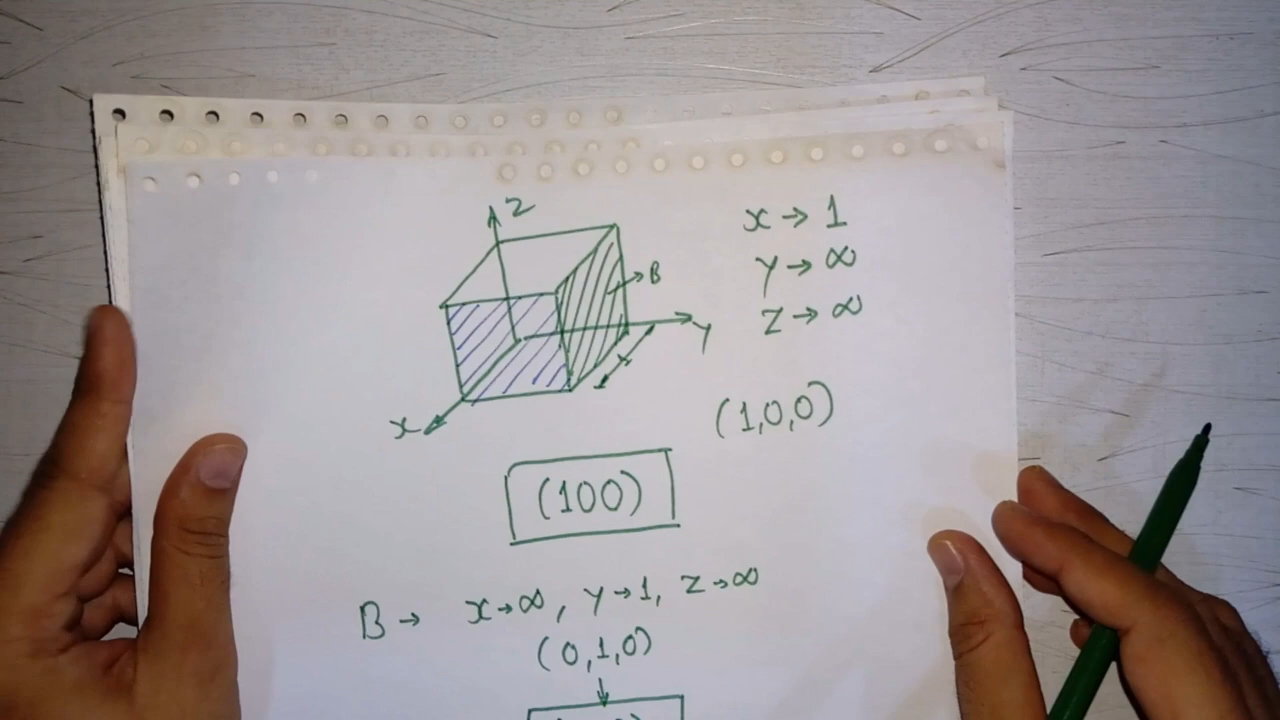 Z
B
Y
x
x → 1
y → ∞
z → ∞
(1,0,0)
(100)
B → x→∞, y→1, z→∞
(0,1,0)